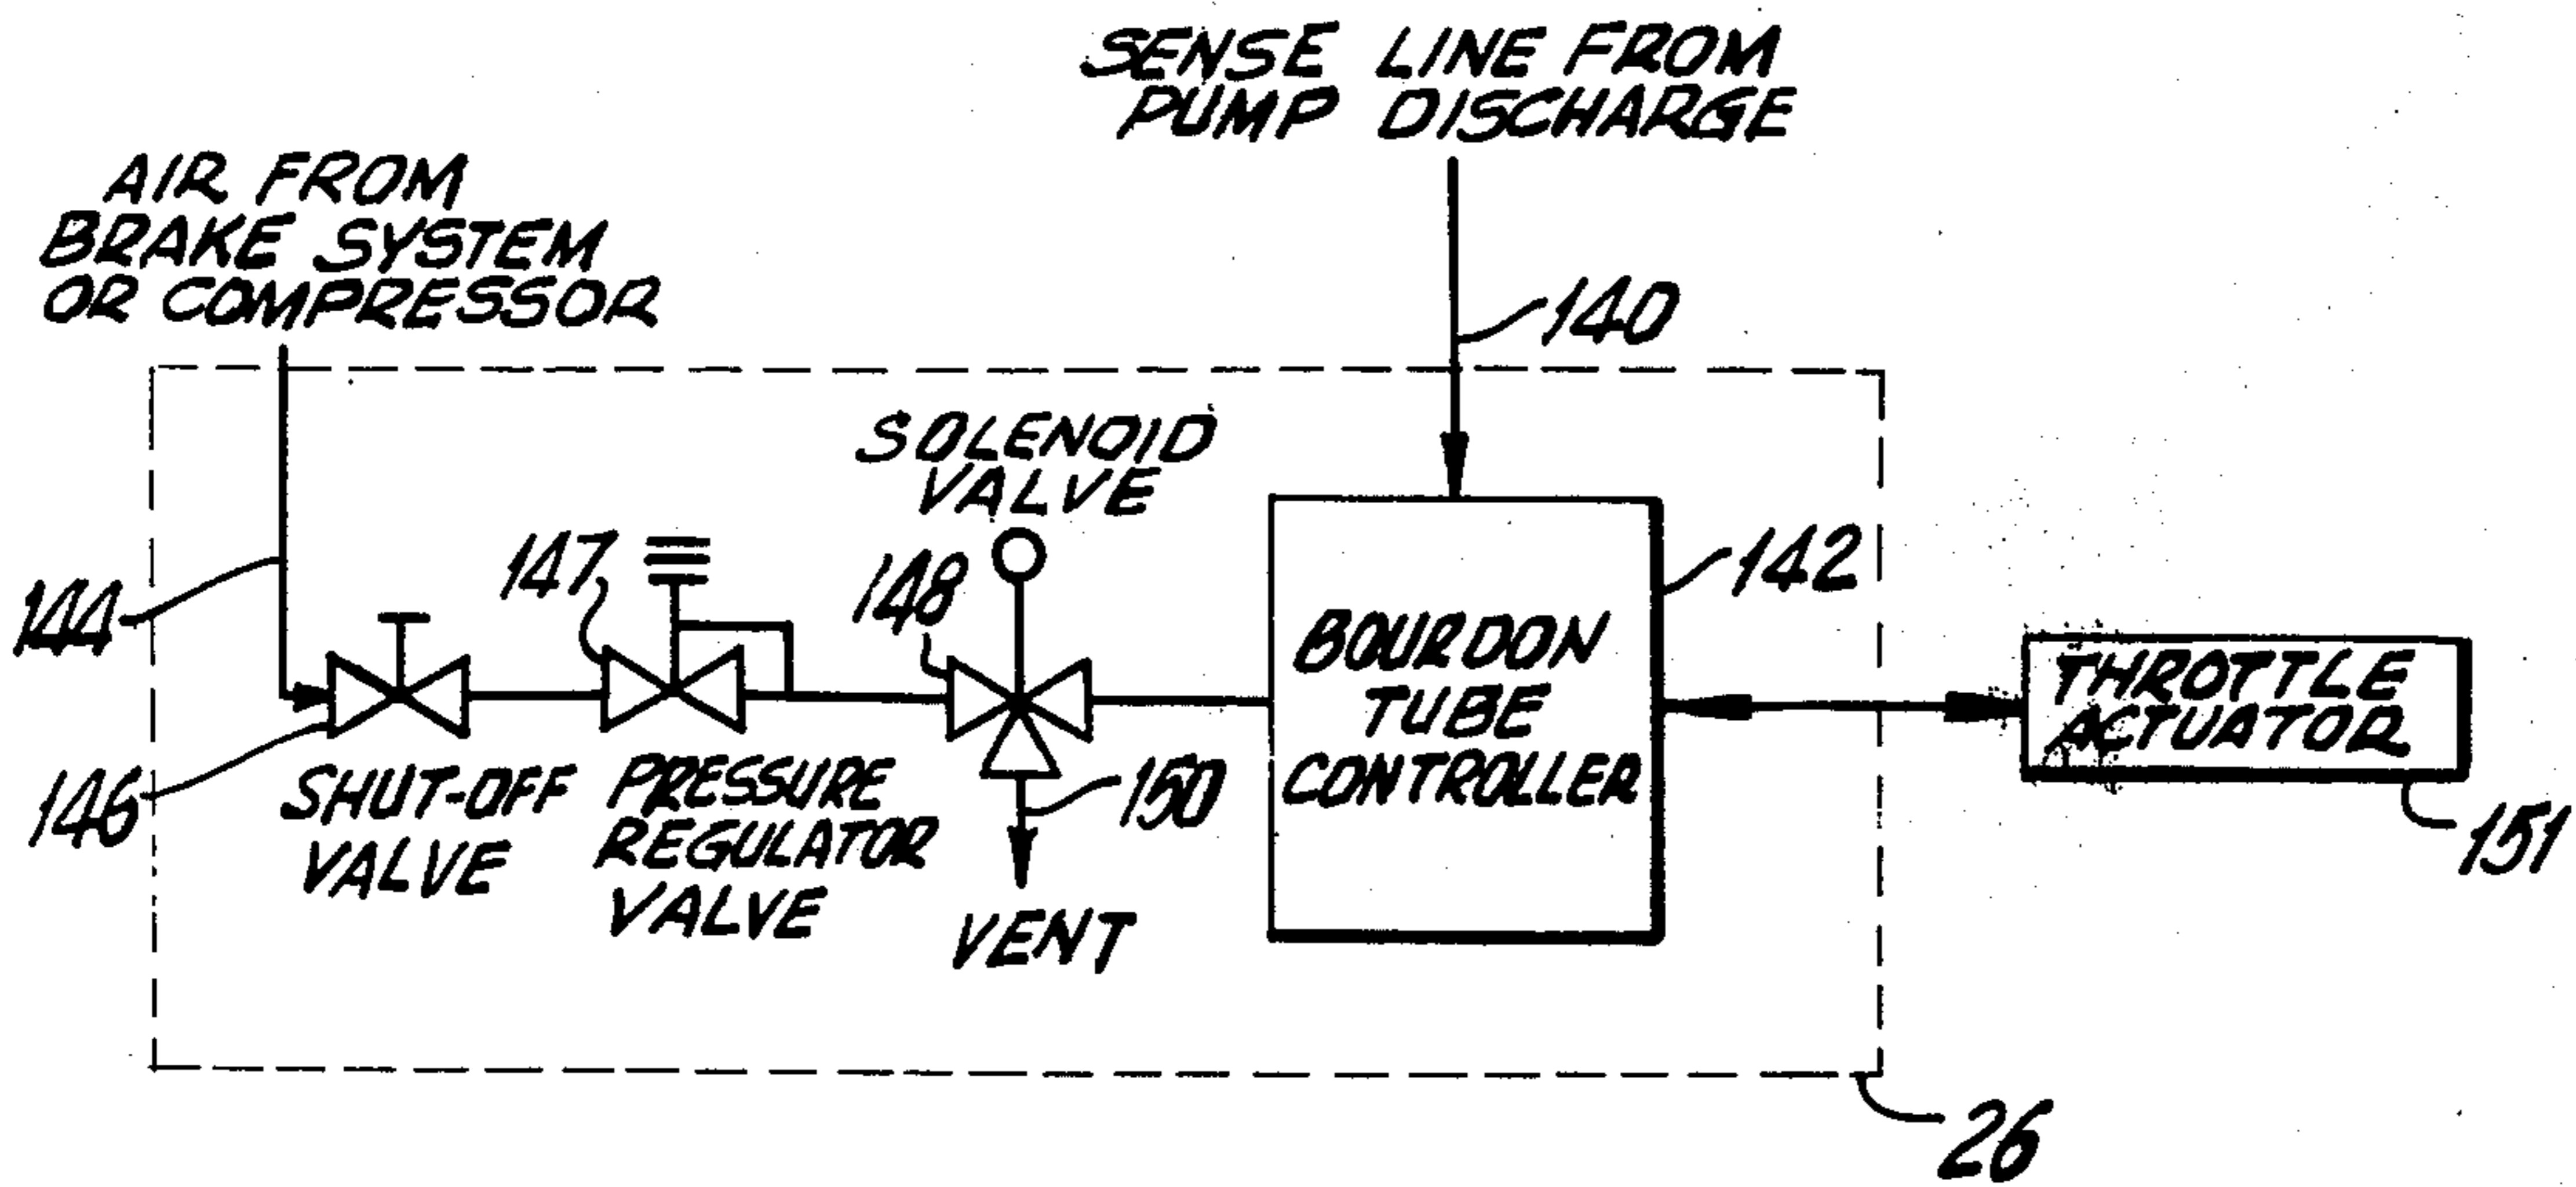 SENSE LINE FROM
PUMP DISCHARGE
AIR FROM
BRAKE SYSTEM
OR COMPRESSOR
140
SOLENOID
VALVE
144
147
148
142
BOURDON
TUBE
CONTROLLER
THROTTLE
ACTUATOR
146
SHUT-OFF
VALVE
PRESSURE
REGULATOR
VALVE
150
VENT
151
26